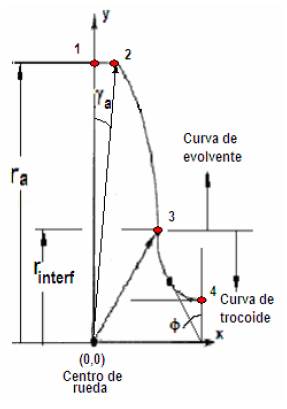 y
1
2
γa
Curva de
evolvente
ra
3
rinterf
4
Curva de
trocoide
ϕ
x
(0,0)
Centro de
rueda